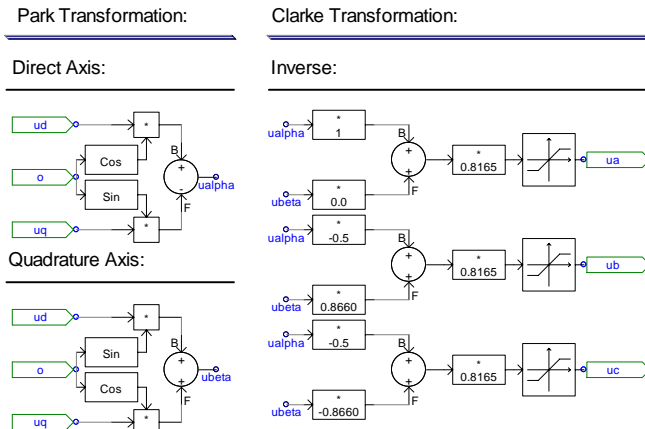 Park Transformation:
Clarke Transformation:
Direct Axis:
Inverse:
ud
*
B
Cos
o
+
-
ualpha
Sin
F
uq
*
Quadrature Axis:
ud
*
B
Sin
o
+
+
ubeta
Cos
F
uq
*
ualpha
*
1
B
+
+
*
0.8165
ua
F
ubeta
*
0.0
ualpha
*
-0.5
B
+
+
*
0.8165
ub
F
ubeta
*
0.8660
ualpha
*
-0.5
B
+
+
*
0.8165
uc
F
ubeta
*
-0.8660